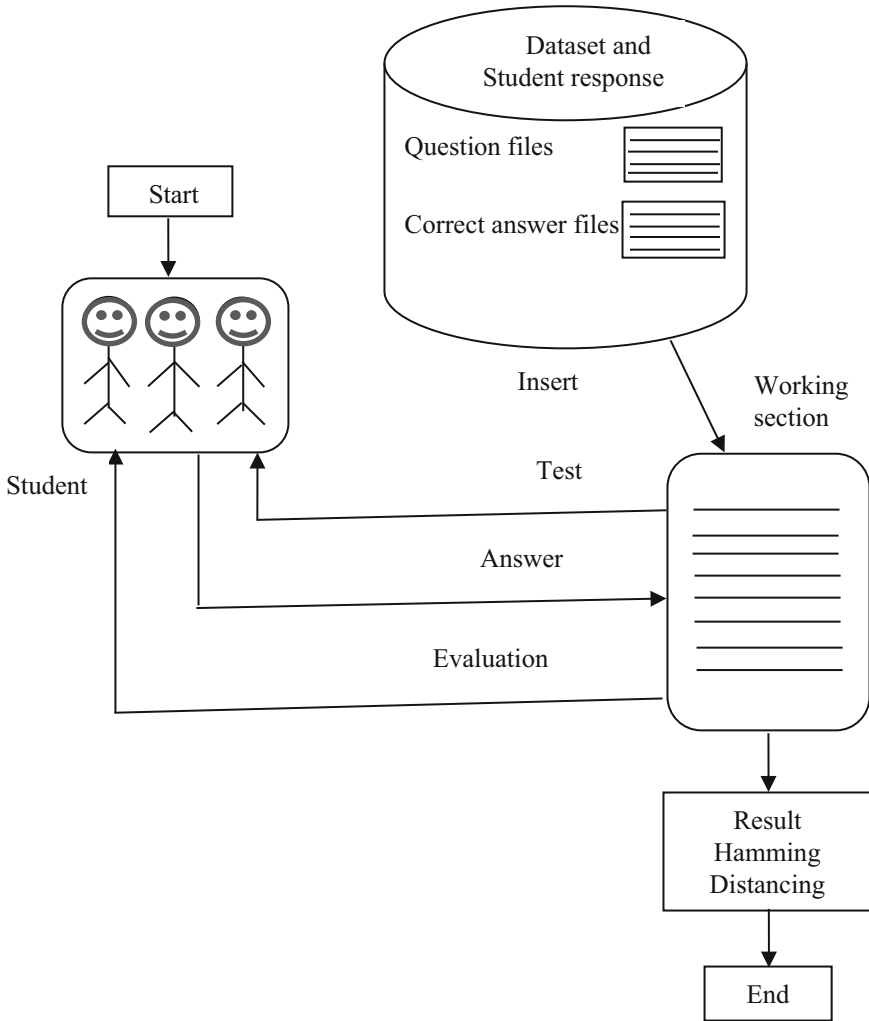 Dataset and
Student response
Question files
Correct answer files
Start
Insert
Working
section
Student
Test
Answer
Evaluation
Result
Hamming
Distancing
End